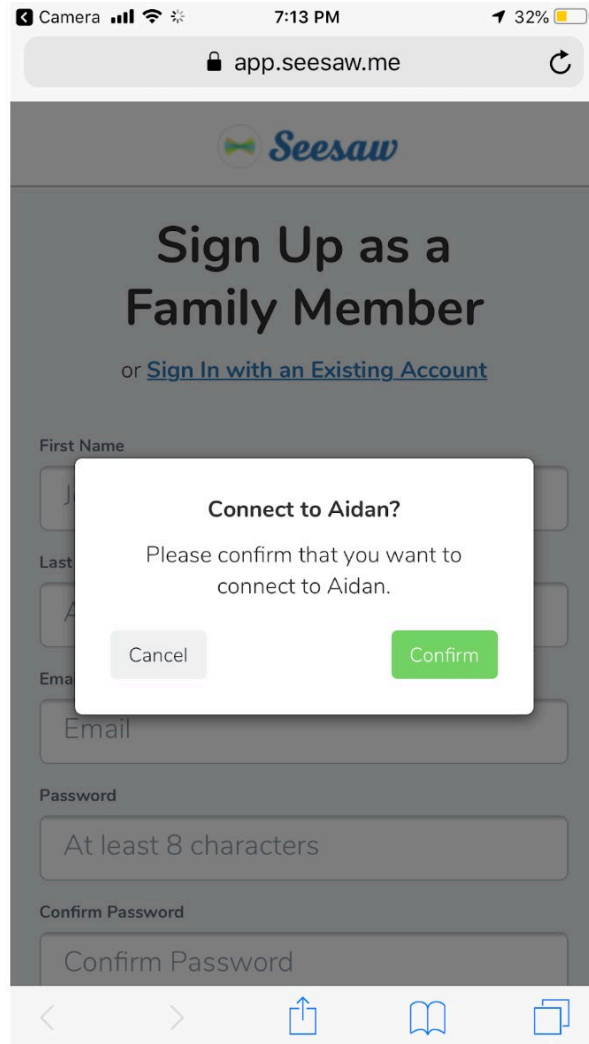 Camera 7:13 PM 32%
app.seesaw.me
Seesaw
Sign Up as a
Family Member
or Sign In with an Existing Account
First Name
J
Connect to Aidan?
Please confirm that you want to
connect to Aidan.
Cancel Confirm
Last
A
Ema
Email
Password
At least 8 characters
Confirm Password
Confirm Password